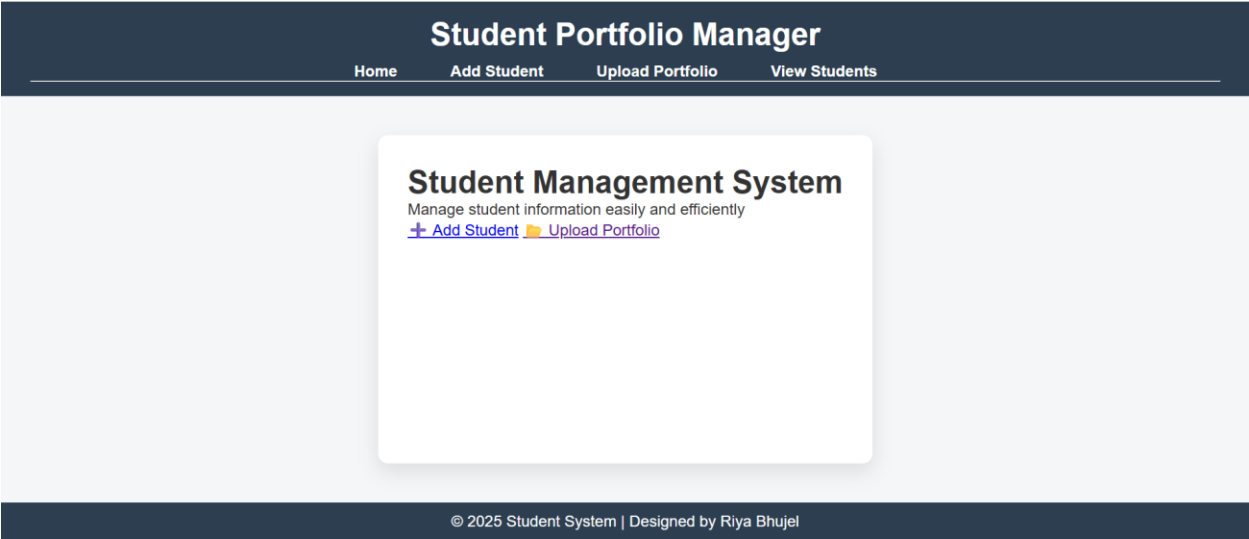 Student Portfolio Manager
Home Add Student Upload Portfolio View Students
Student Management System
Manage student information easily and efficiently
➕ Add Student 📁 Upload Portfolio
© 2025 Student System | Designed by Riya Bhujel